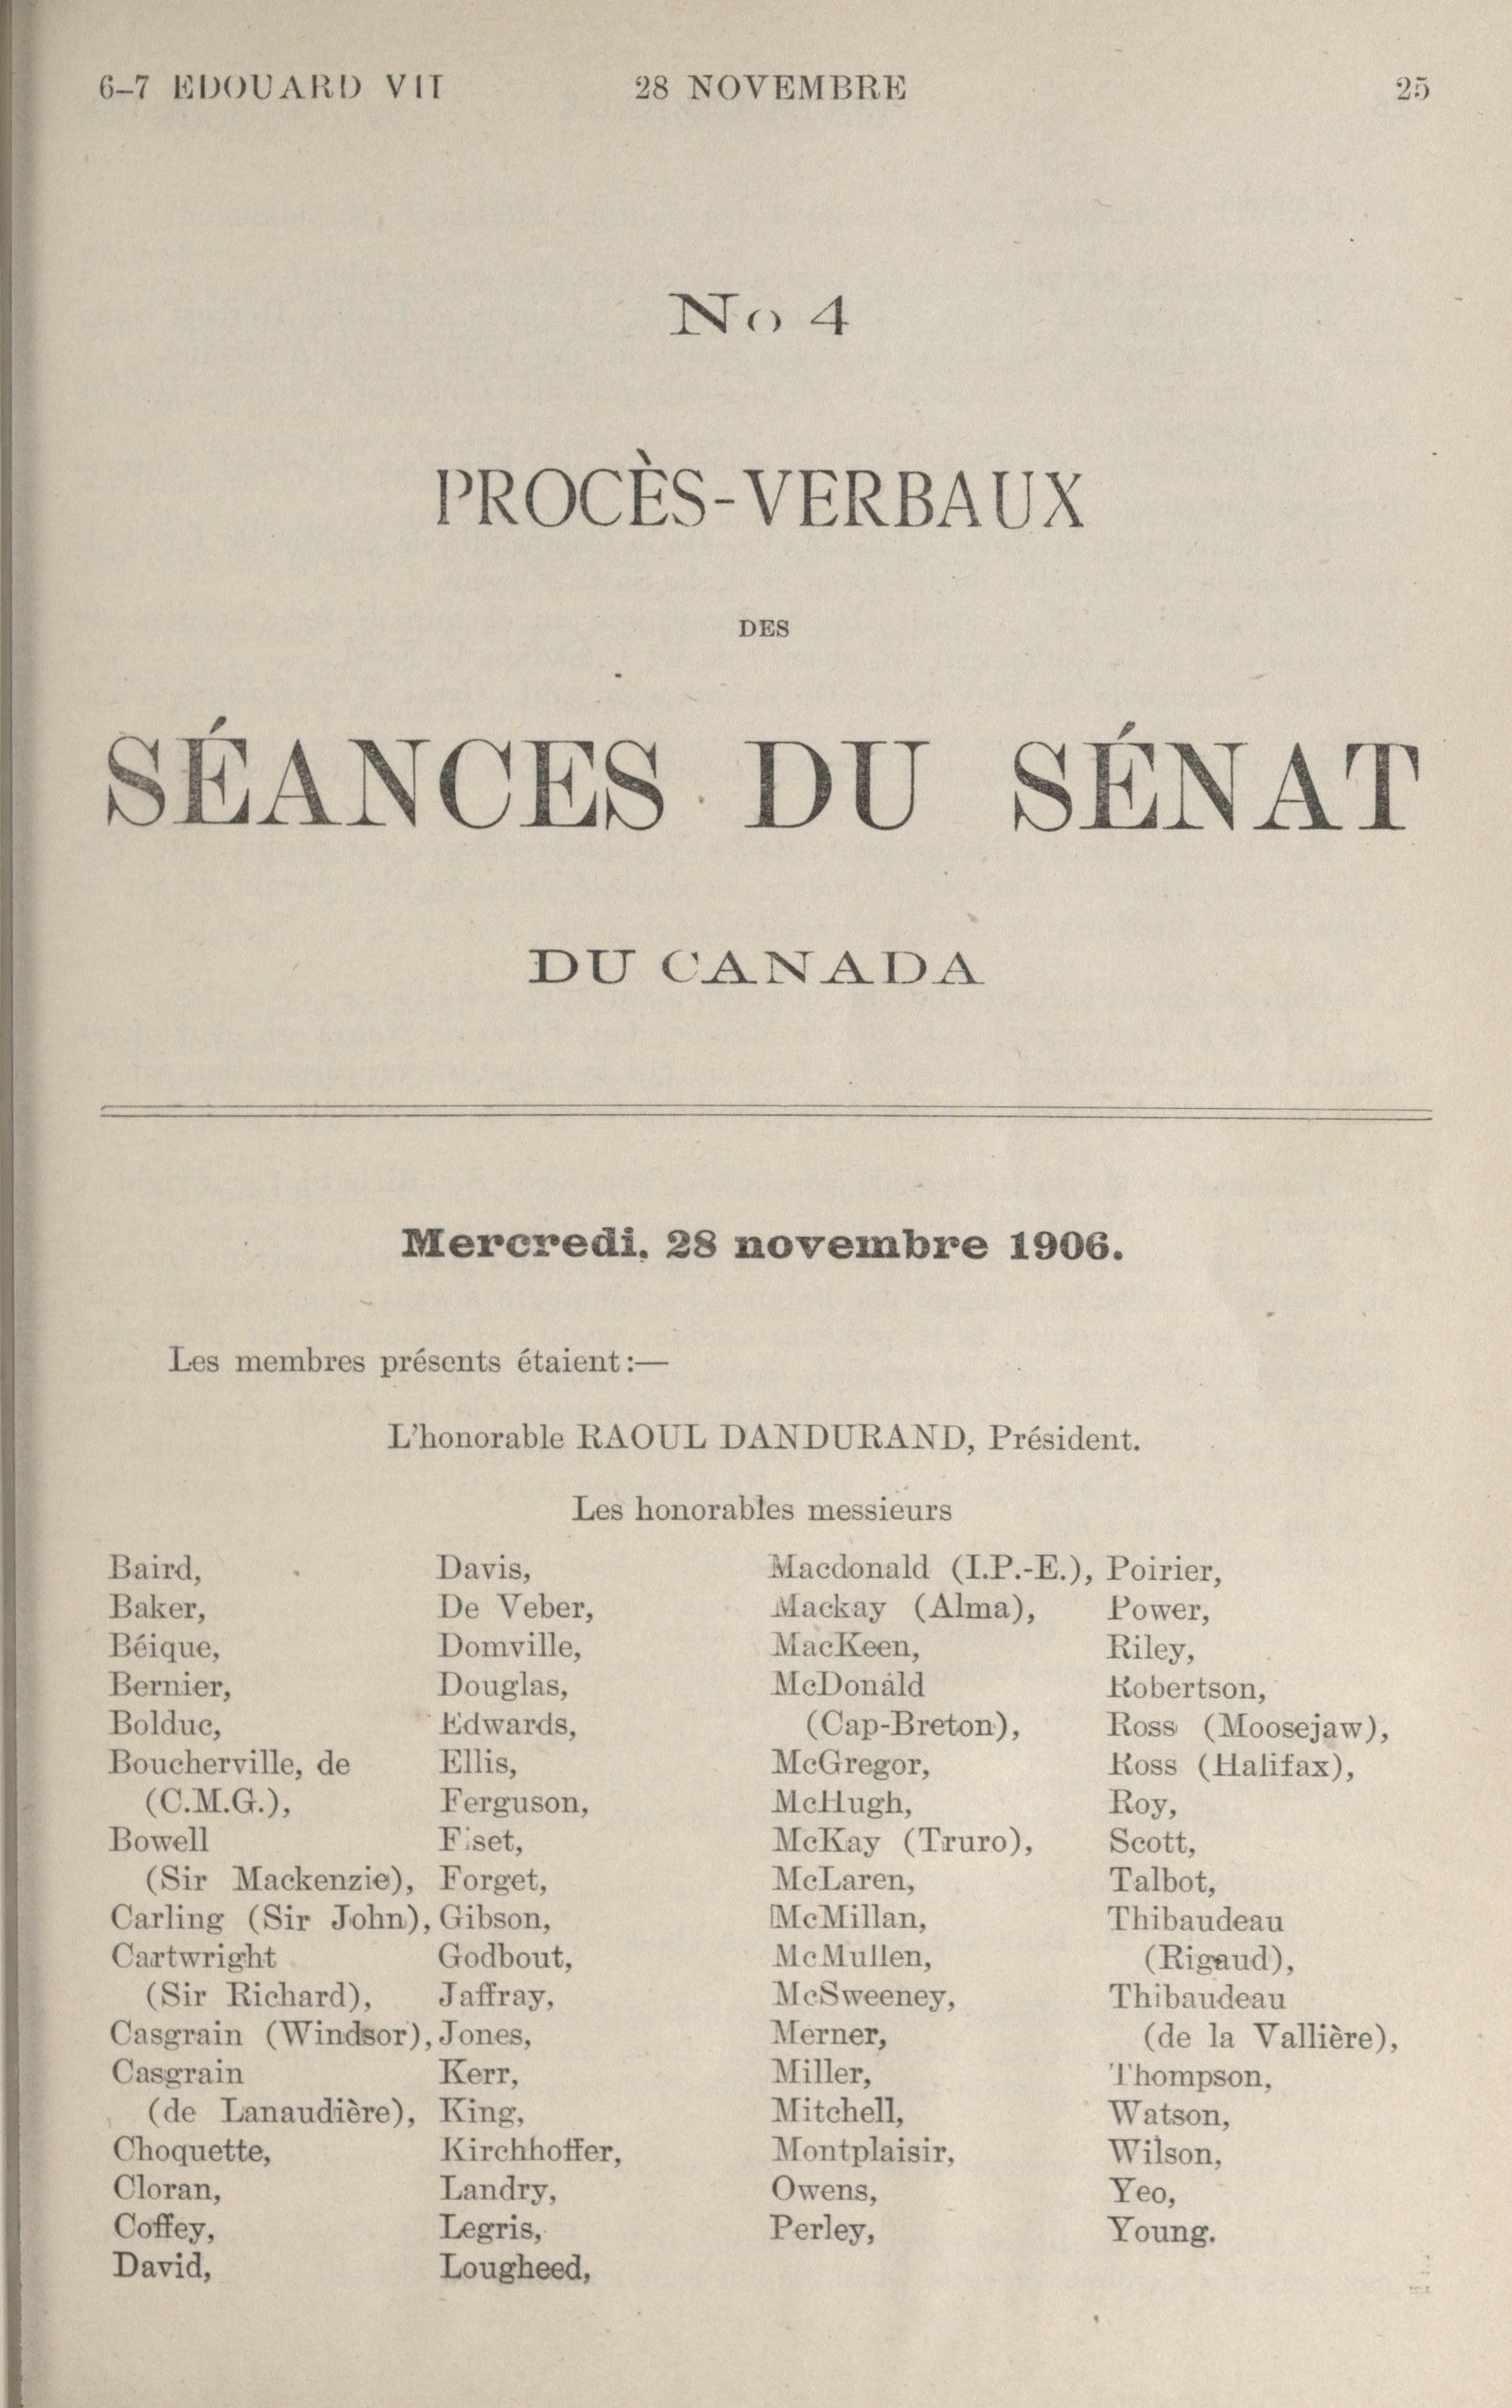 6-7 EDOUARD VII 28 NOVEMBRE 25
No 4
PROCÈS-VERBAUX
DES
SÉANCES DU SÉNAT
DU CANADA
Mercredi, 28 novembre 1906.
Les membres présents étaient:—
L'honorable RAOUL DANDURAND, Président.
Les honorables messieurs
Baird,
Baker,
Béique,
Bernier,
Bolduc,
Boucherville, de
(C.M.G.),
Bowell
(Sir Mackenzie),
Carling (Sir John),
Cartwright
(Sir Richard),
Casgrain (Windsor),
Casgrain
(de Lanaudière),
Choquette,
Cloran,
Coffey,
David,
Davis,
De Veber,
Domville,
Douglas,
Edwards,
Ellis,
Ferguson,
Fiset,
Forget,
Gibson,
Godbout,
Jaffray,
Jones,
Kerr,
King,
Kirchhoffer,
Landry,
Legris,
Lougheed,
Macdonald (I.P.-E.),
Mackay (Alma),
MacKeen,
McDonald
(Cap-Breton),
McGregor,
McHugh,
McKay (Truro),
McLaren,
McMillan,
McMullen,
McSweeney,
Merner,
Miller,
Mitchell,
Montplaisir,
Owens,
Perley,
Poirier,
Power,
Riley,
Robertson,
Ross (Moosejaw),
Ross (Halifax),
Roy,
Scott,
Talbot,
Thibaudeau
(Rigaud),
Thibaudeau
(de la Vallière),
Thompson,
Watson,
Wilson,
Yeo,
Young.